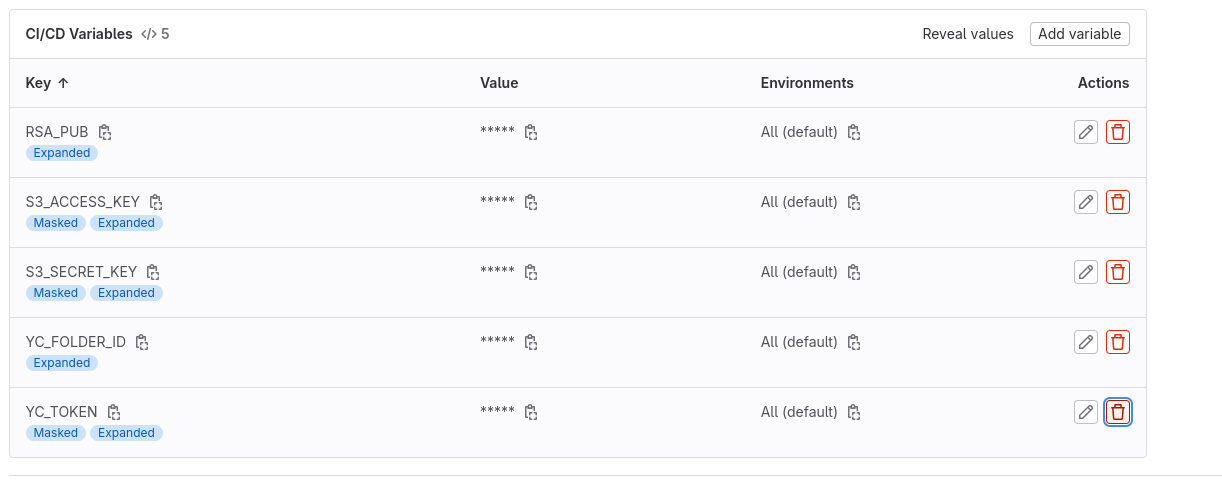 CI/CD Variables </> 5 Reveal values Add variable
Key ↑ Value Environments Actions
RSA_PUB ***** All (default)
Expanded
S3_ACCESS_KEY ***** All (default)
Masked Expanded
S3_SECRET_KEY ***** All (default)
Masked Expanded
YC_FOLDER_ID ***** All (default)
Expanded
YC_TOKEN ***** All (default)
Masked Expanded